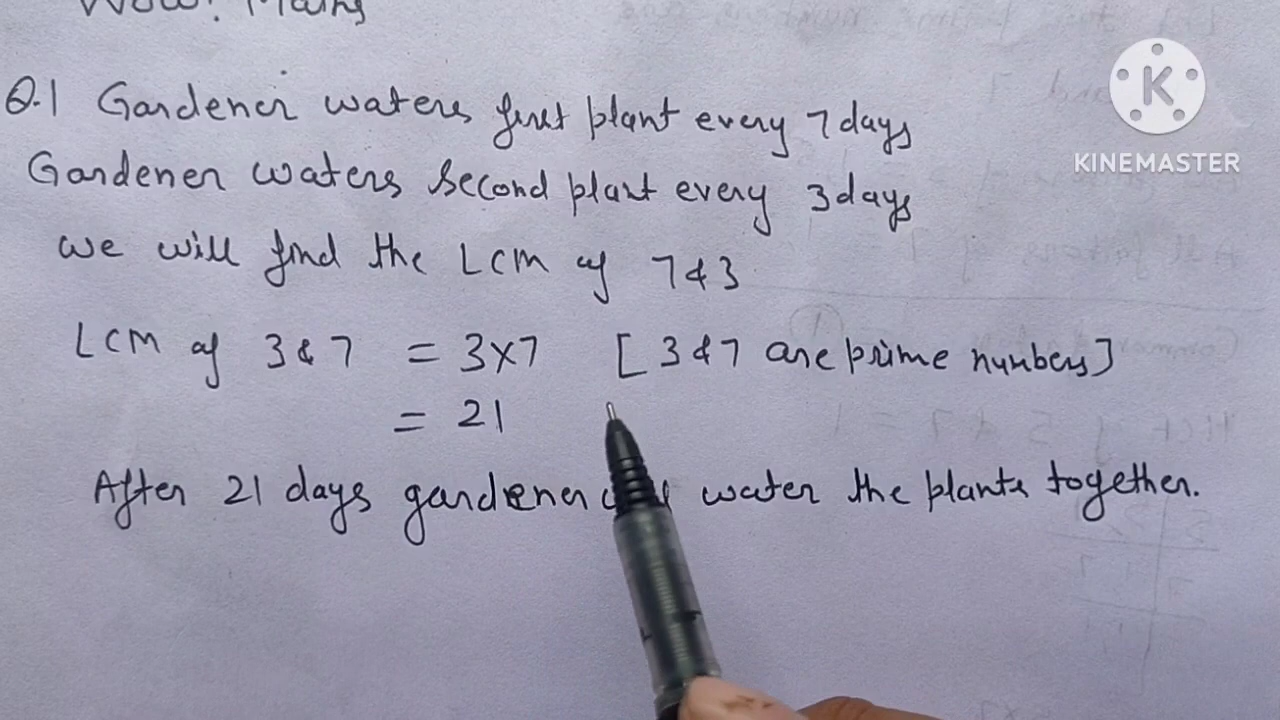 Wow! Maths
Q.1 Gardener waters first plant every 7 days
Gardener waters second plant every 3 days
we will find the LCM of 7 & 3
LCM of 3 & 7 = 3×7 [3 & 7 are prime numbers]
= 21
After 21 days gardener water the plants together.
K
KINEMASTER